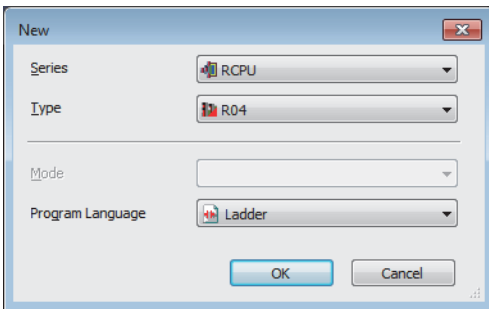 New
Series RCPU
Type R04
Mode
Program Language Ladder
OK Cancel